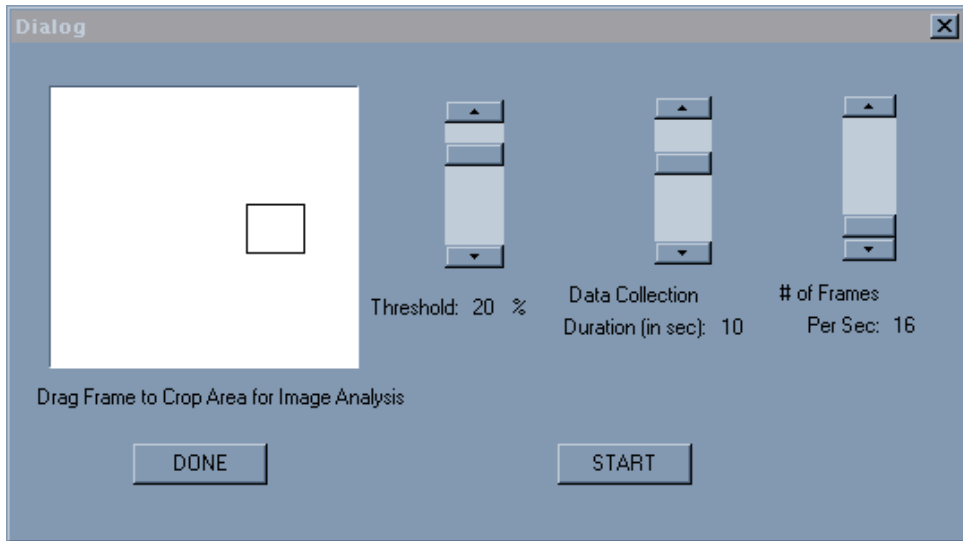 Dialog
Threshold: 20 %
Data Collection
Duration (in sec): 10
# of Frames
Per Sec: 16
Drag Frame to Crop Area for Image Analysis
DONE
START